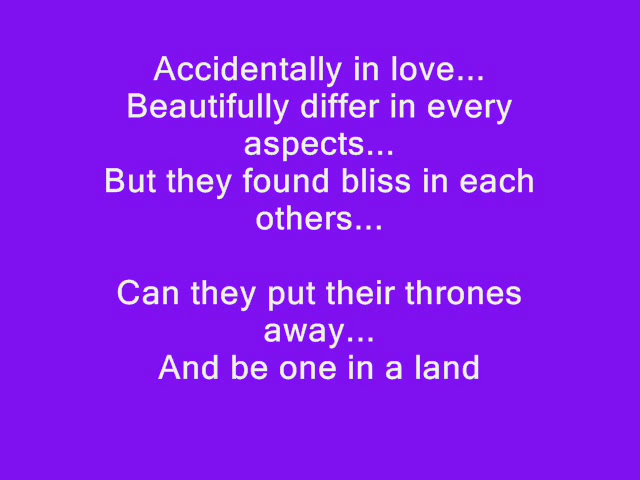 Accidentally in love...
Beautifully differ in every
aspects...
But they found bliss in each
others...
Can they put their thrones
away...
And be one in a land